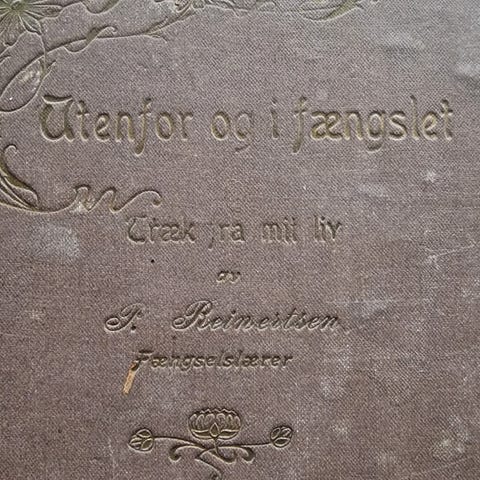 Utenfor og i fængslet
Træk fra mit liv
av
P. Reinertsen
Fængselslærer